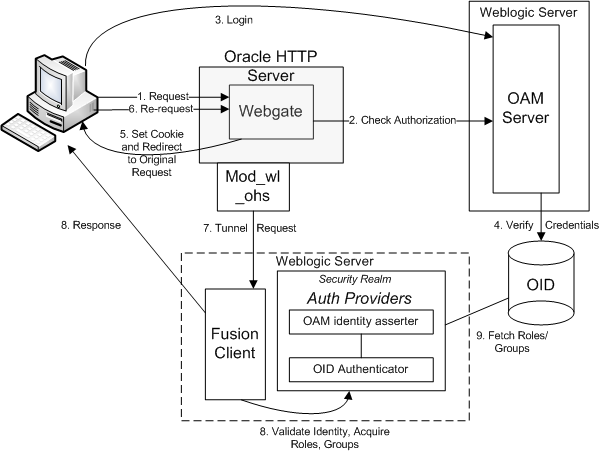 Weblogic Server
3. Login
Oracle HTTP
Server
OAM
Server
1. Request
6. Re-request
Webgate
2. Check Authorization
5. Set Cookie
and Redirect
to Original
Request
Mod_wl
_ohs
8. Response
7. Tunnel Request
4. Verify Credentials
Weblogic Server
Security Realm
Auth Providers
OID
OAM identity asserter
Fusion
Client
9. Fetch Roles/
Groups
OID Authenticator
8. Validate Identity, Acquire
Roles, Groups